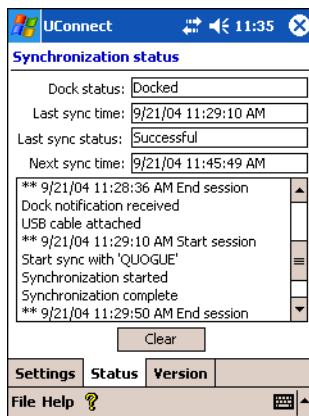 UConnect 11:35
Synchronization status
Dock status: Docked
Last sync time: 9/21/04 11:29:10 AM
Last sync status: Successful
Next sync time: 9/21/04 11:45:49 AM
** 9/21/04 11:28:36 AM End session
Dock notification received
USB cable attached
** 9/21/04 11:29:10 AM Start session
Start sync with 'QUOGUE'
Synchronization started
Synchronization complete
** 9/21/04 11:29:50 AM End session
Clear
Settings Status Version
File Help